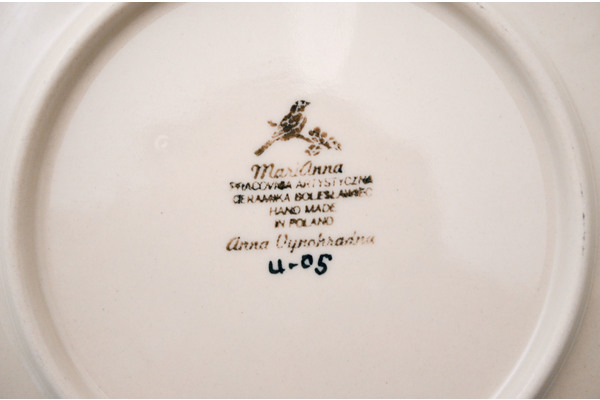 MariAnna
PRACOWNIA ARTYSTYCZNA
CERAMIKA BOLESŁAWIEC
HAND MADE
IN POLAND
Anna Vynohradna
U-05